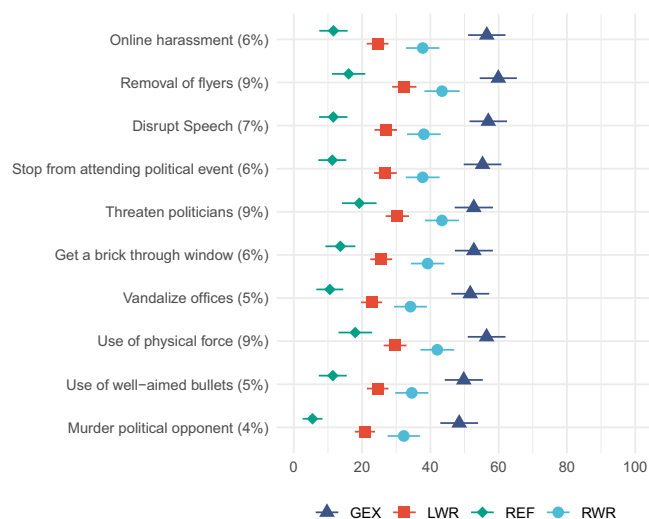 Online harassment (6%)
Removal of flyers (9%)
Disrupt Speech (7%)
Stop from attending political event (6%)
Threaten politicians (9%)
Get a brick through window (6%)
Vandalize offices (5%)
Use of physical force (9%)
Use of well−aimed bullets (5%)
Murder political opponent (4%)
0 20 40 60 80 100
GEX LWR REF RWR